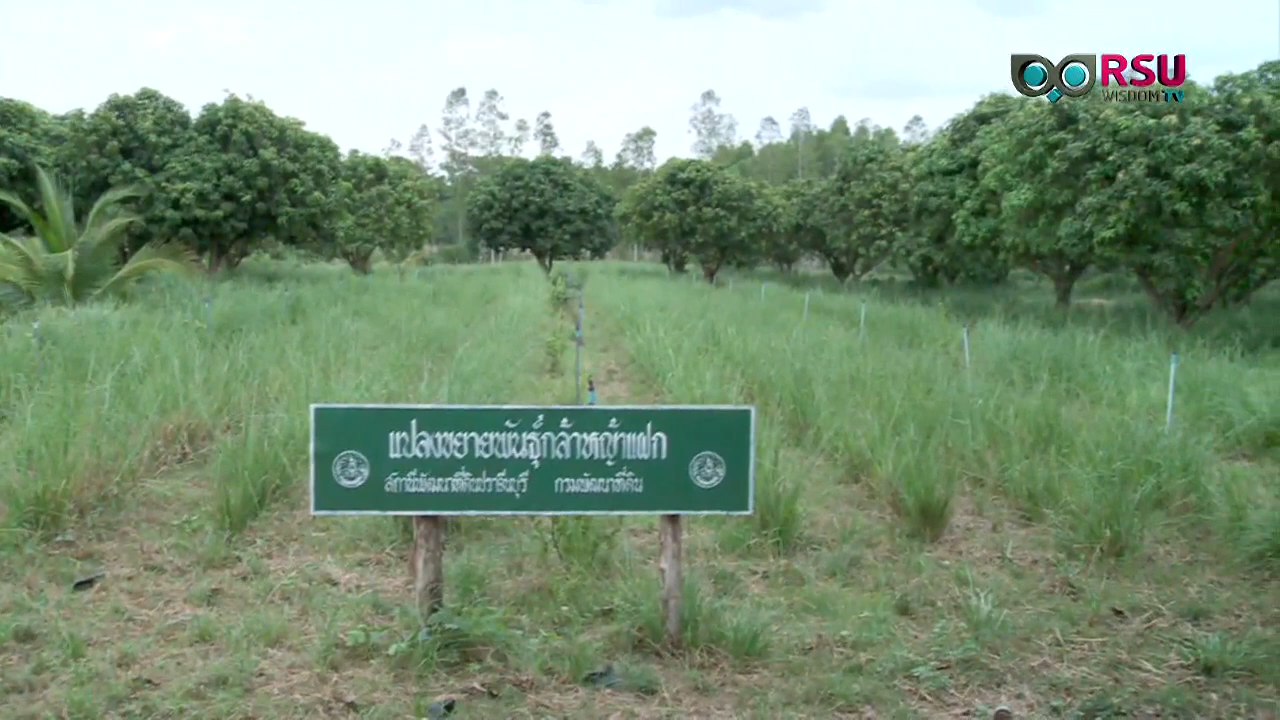 RSU
WISDOM TV
แปลงขยายพันธุ์กล้าหญ้าแฝก
สถานีพัฒนาที่ดินปราจีนบุรี กรมพัฒนาที่ดิน